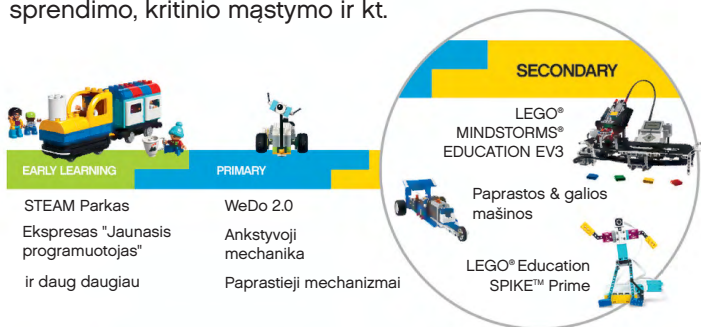 sprendimo, kritinio mąstymo ir kt.
EARLY LEARNING
STEAM Parkas
Ekspresas "Jaunasis
programuotojas"
ir daug daugiau
PRIMARY
WeDo 2.0
Ankstyvoji
mechanika
Paprastieji mechanizmai
SECONDARY
LEGO®
MINDSTORMS®
EDUCATION EV3
Paprastos & galios
mašinos
LEGO® Education
SPIKE™ Prime